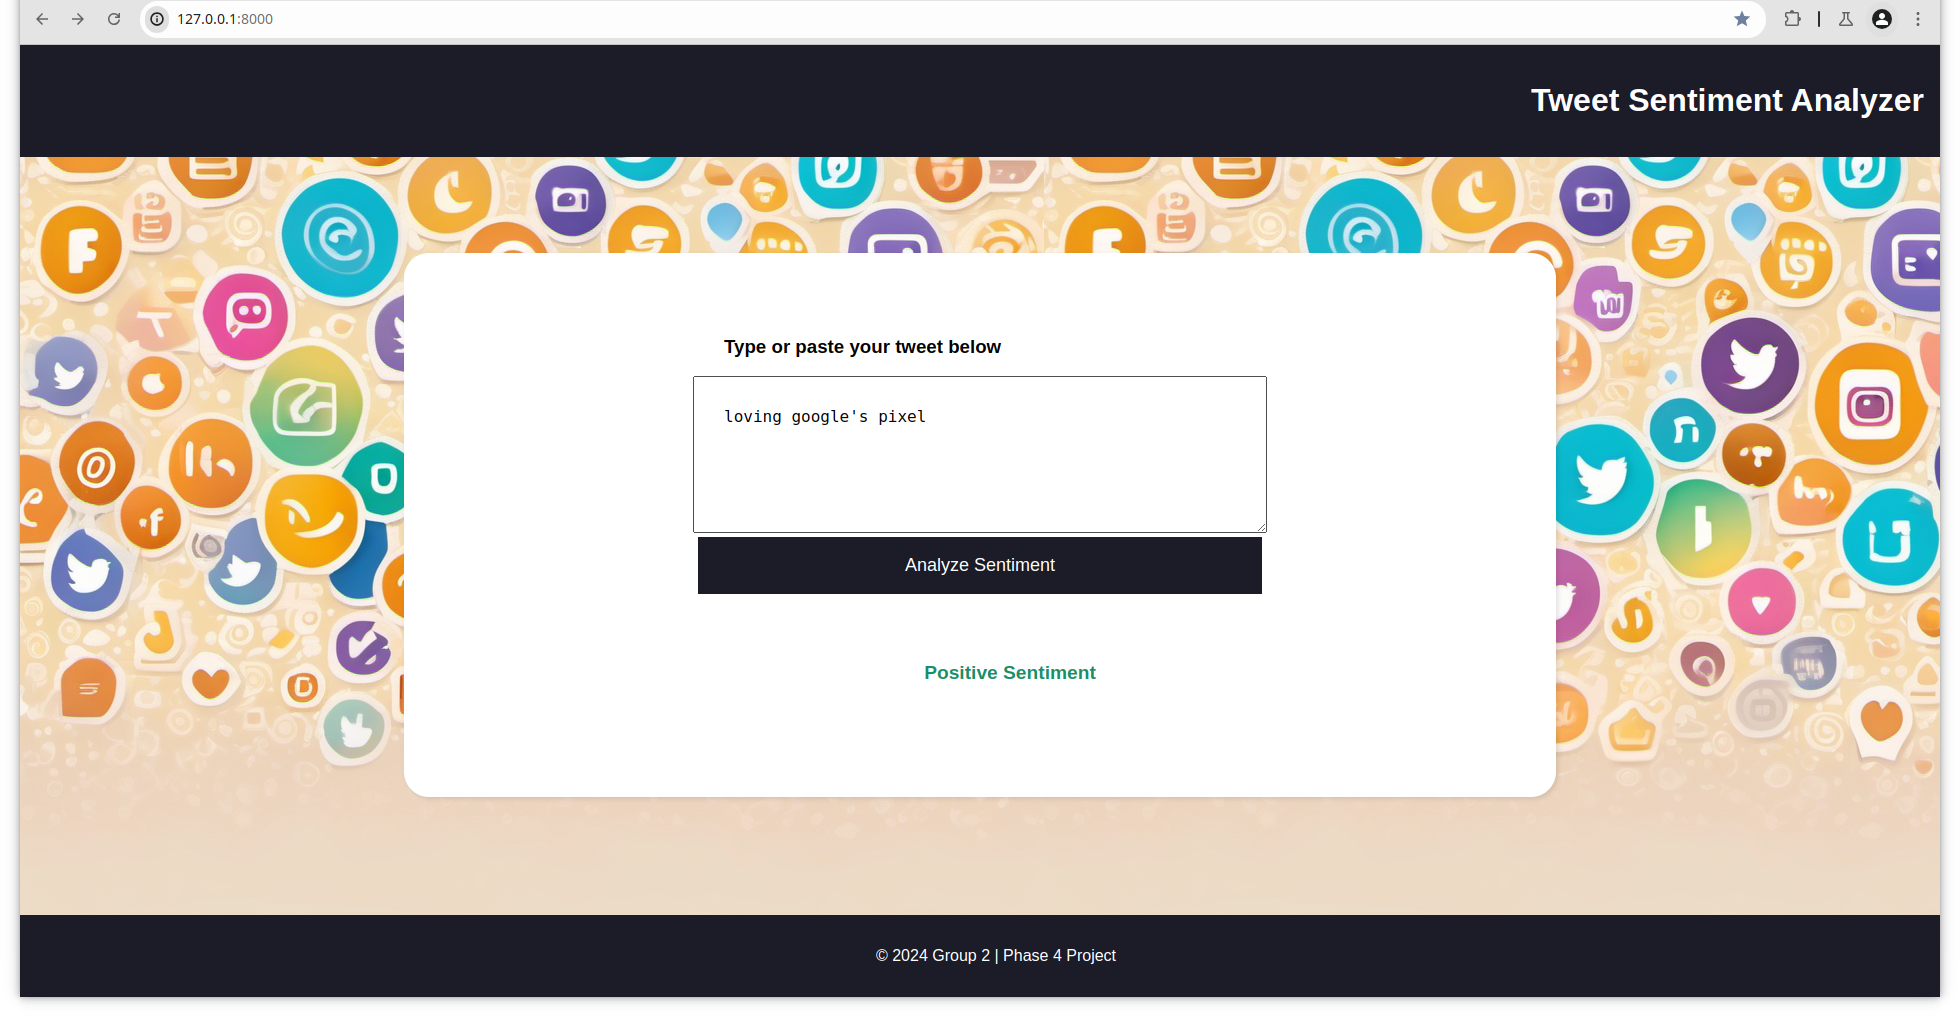 127.0.0.1:8000
Tweet Sentiment Analyzer
Type or paste your tweet below
loving google's pixel
Analyze Sentiment
Positive Sentiment
© 2024 Group 2 | Phase 4 Project